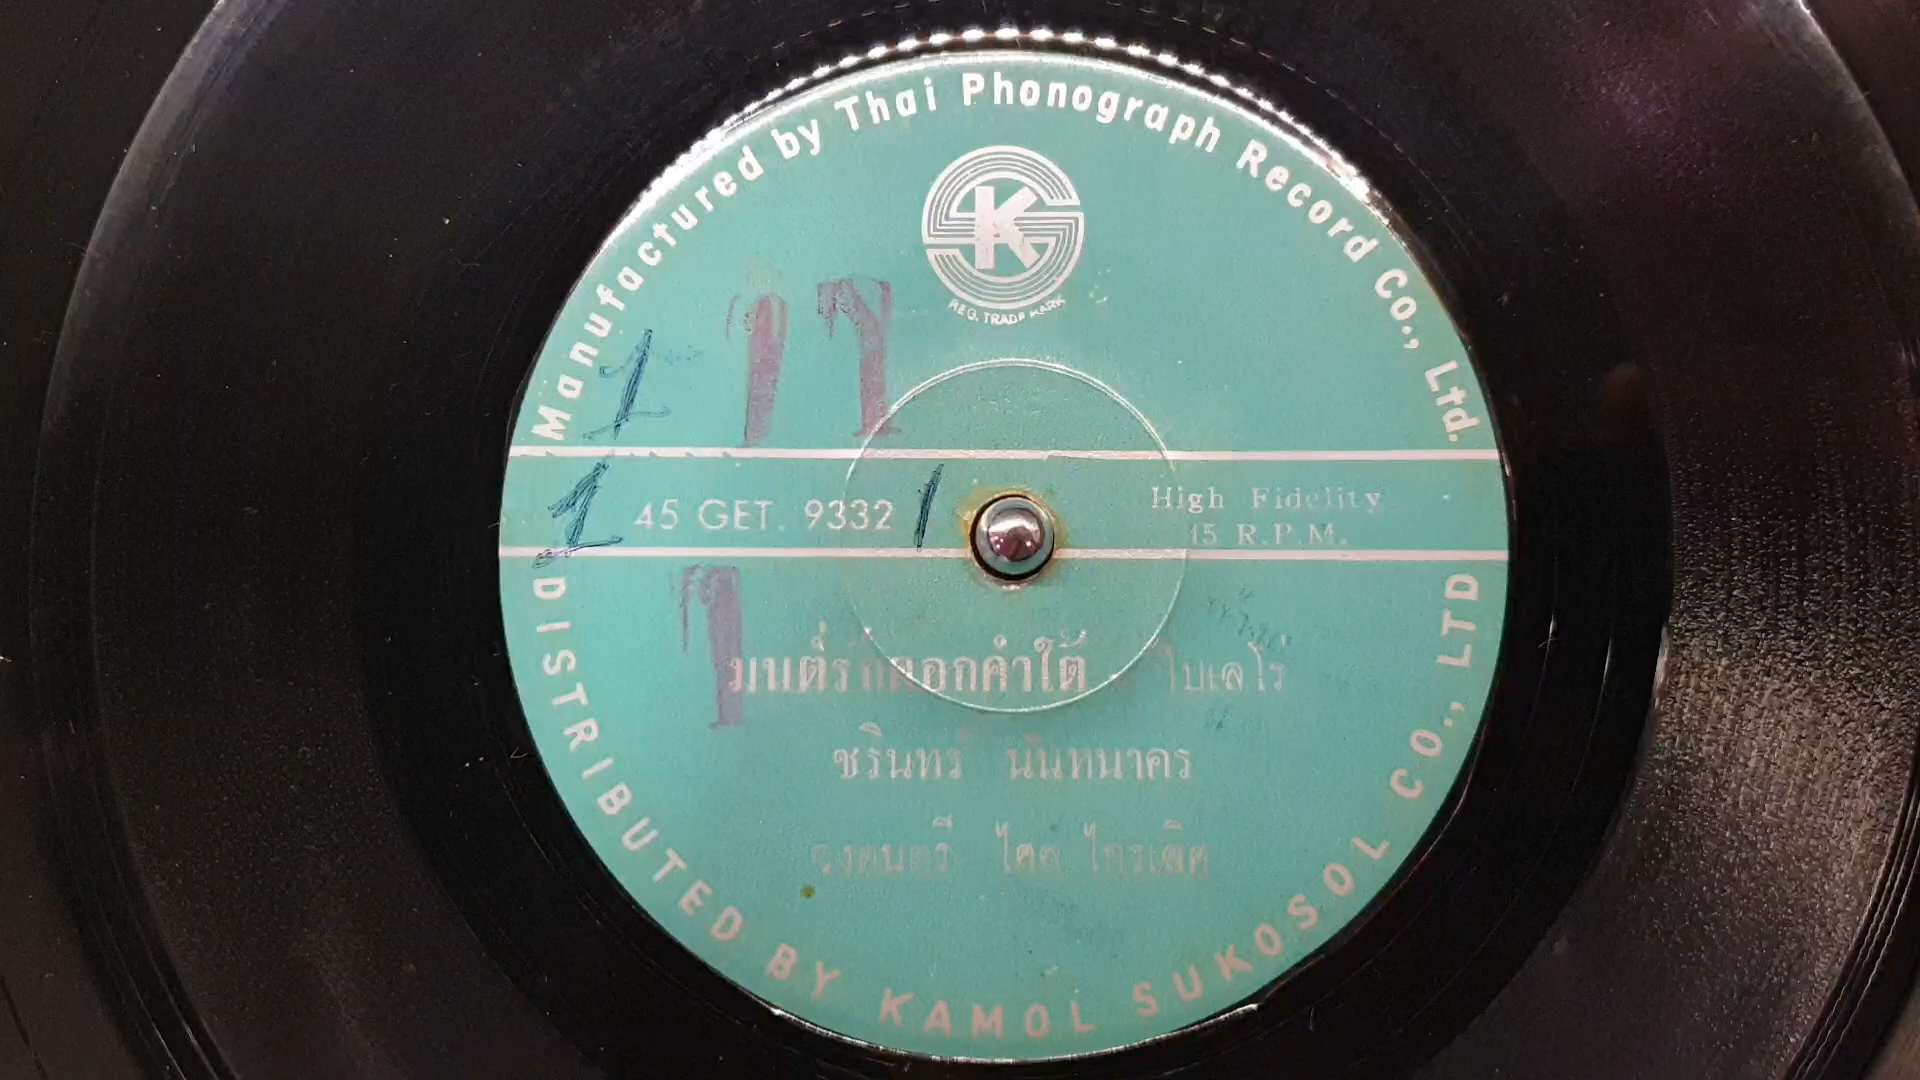 Manufactured by Thai Phonograph Record Co., Ltd.
K
REG. TRADE MARK
45 GET. 9332
High Fidelity
45 R.P.M.
มนต์รักดอกคำใต้ โบเลโร
ชรินทร์ นันทนาคร
วงดนตรี ไกรเลิศ
DISTRIBUTED BY KAMOL SUKOSOL CO., LTD